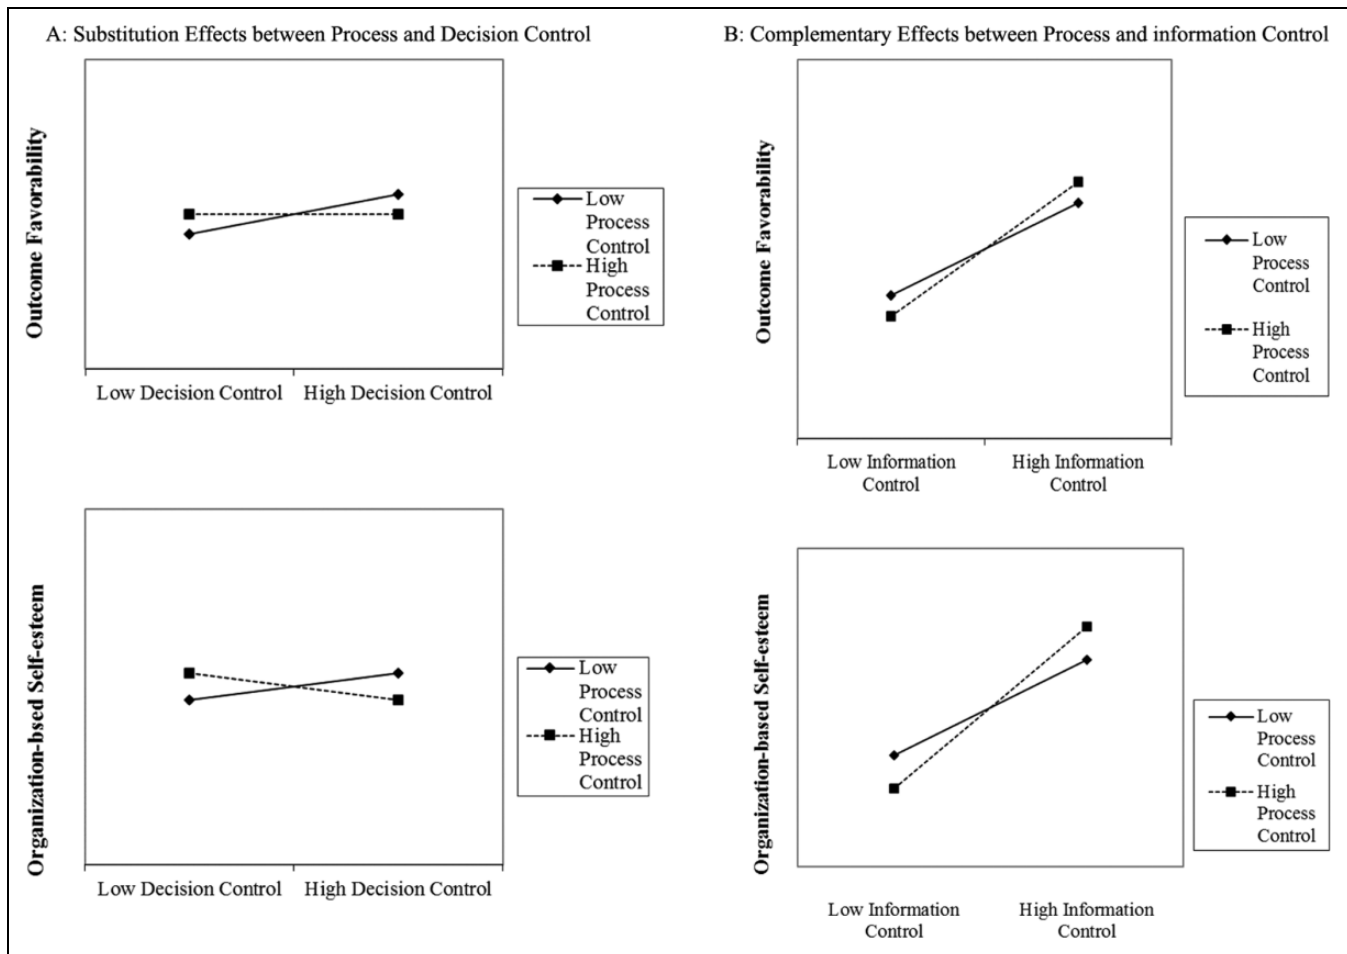 A: Substitution Effects between Process and Decision Control
Outcome Favorability
Low
Process
Control
High
Process
Control
Low Decision Control
High Decision Control
Organization-bsed Self-esteem
Low
Process
Control
High
Process
Control
Low Decision Control
High Decision Control
B: Complementary Effects between Process and information Control
Outcome Favorability
Low
Process
Control
High
Process
Control
Low Information
Control
High Information
Control
Organization-based Self-esteem
Low
Process
Control
High
Process
Control
Low Information
Control
High Information
Control